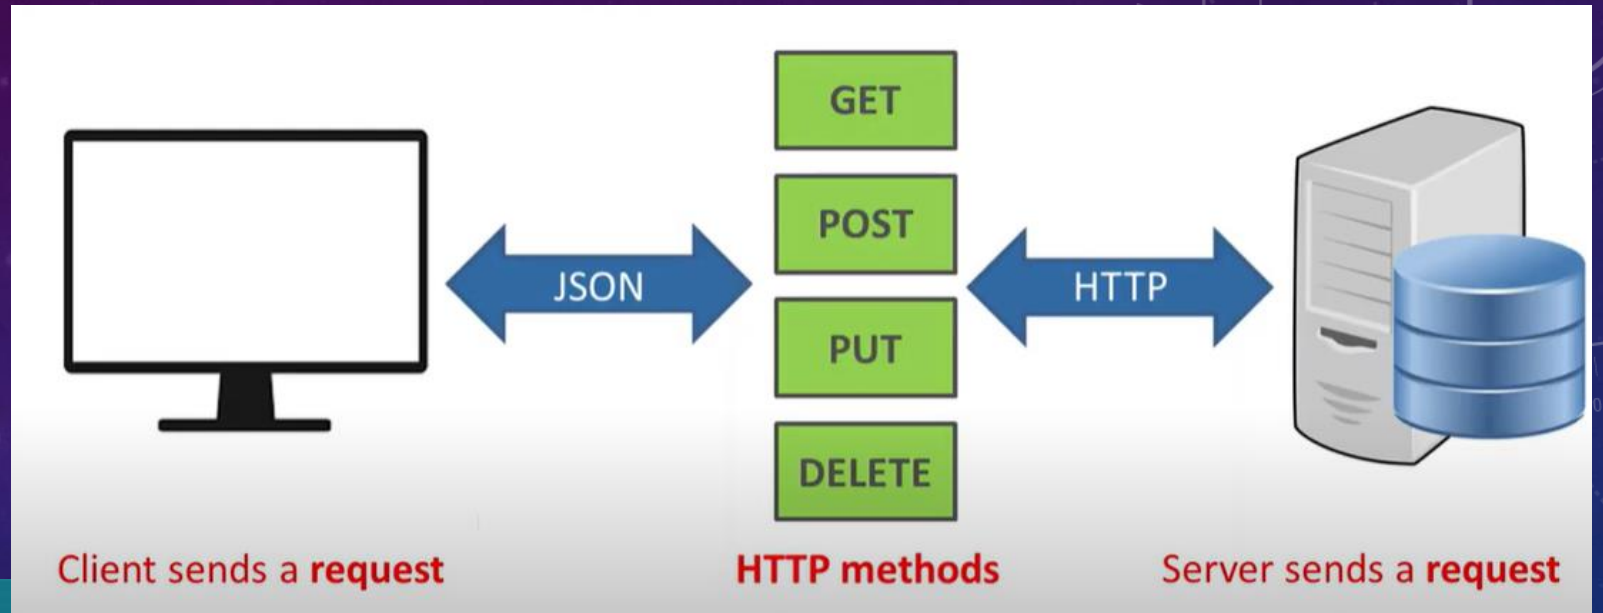 GET
POST
JSON
HTTP
PUT
DELETE
Client sends a request
HTTP methods
Server sends a request